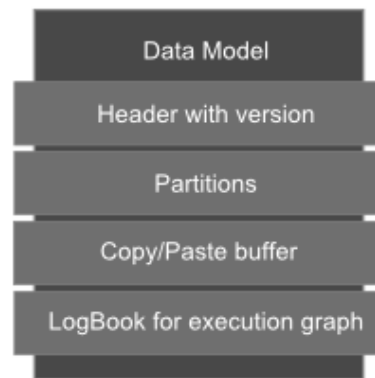 Data Model
Header with version
Partitions
Copy/Paste buffer
LogBook for execution graph